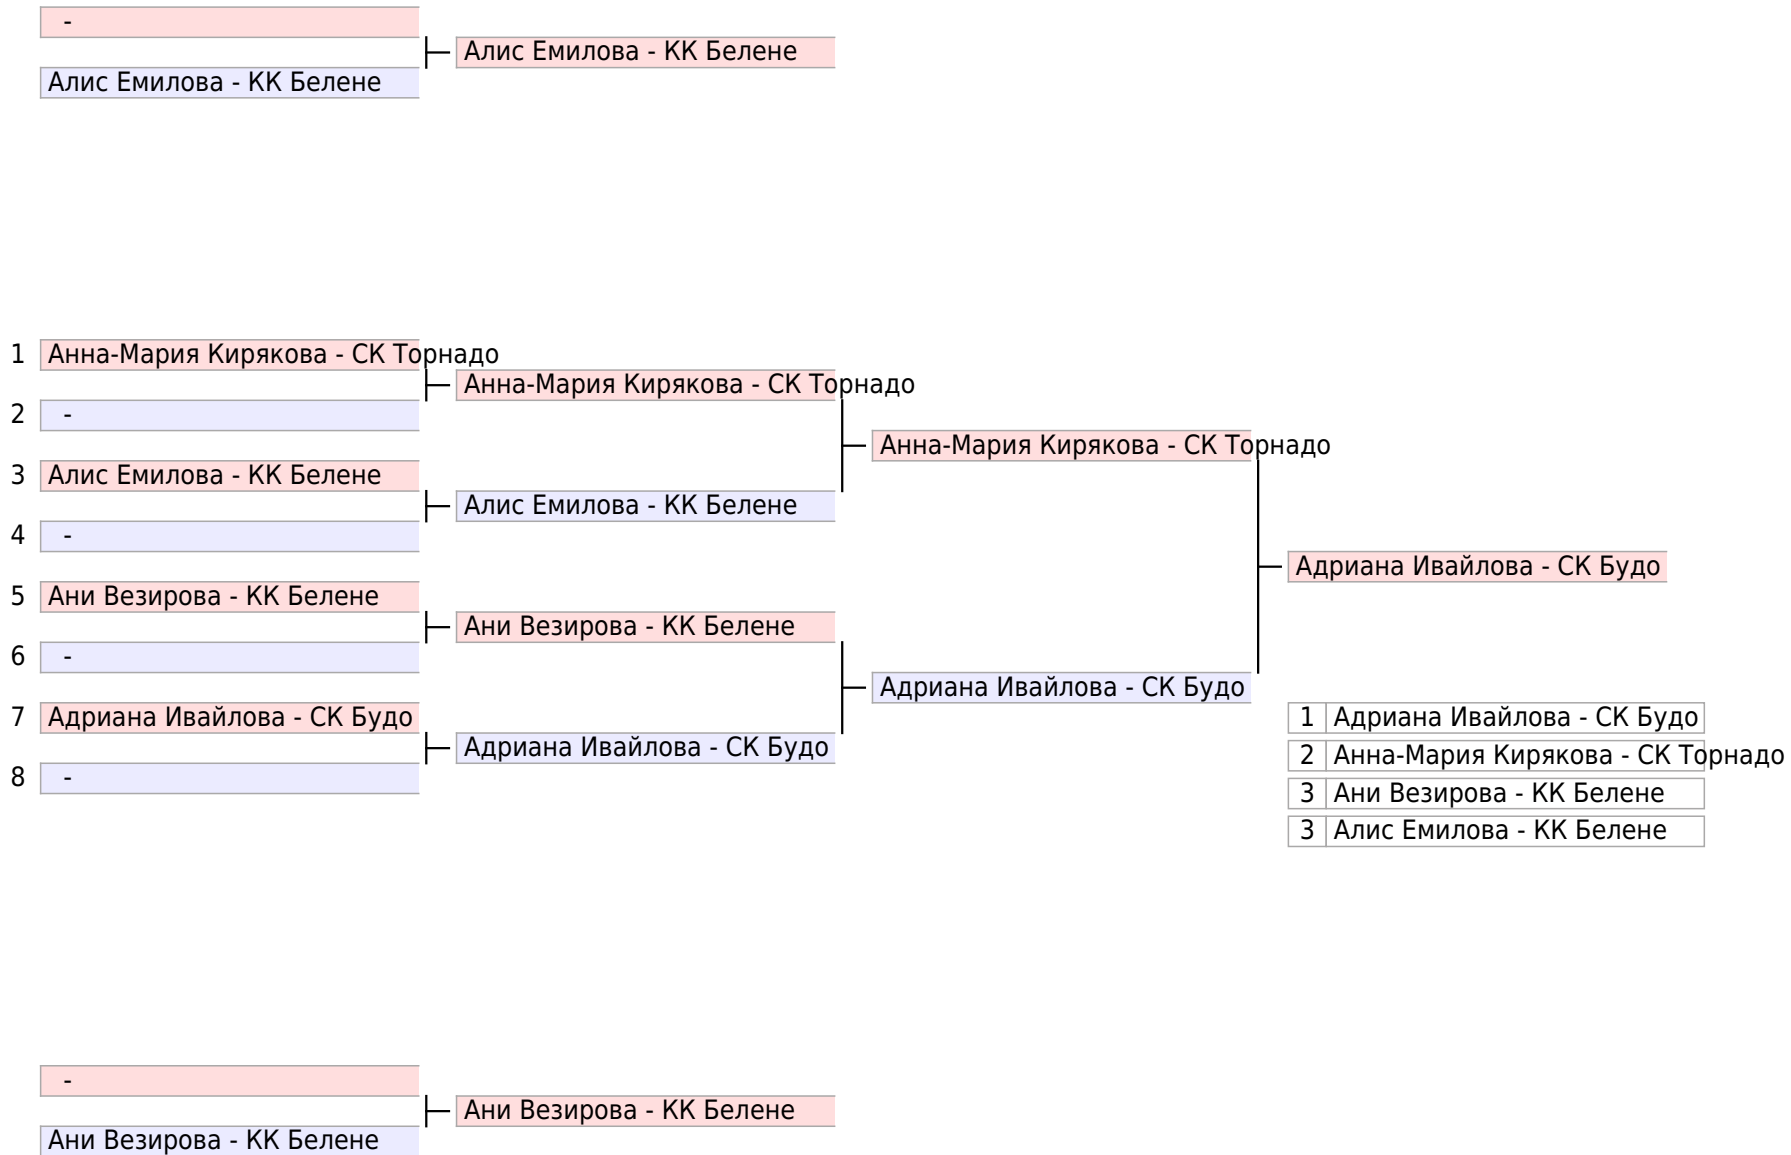 -
Алис Емилова - КК Белене
Алис Емилова - КК Белене
1 Анна-Мария Кирякова - СК Торнадо
Анна-Мария Кирякова - СК Торнадо
2 -
Анна-Мария Кирякова - СК Торнадо
3 Алис Емилова - КК Белене
Алис Емилова - КК Белене
4 -
Адриана Ивайлова - СК Будо
5 Ани Везирова - КК Белене
Ани Везирова - КК Белене
6 -
Адриана Ивайлова - СК Будо
7 Адриана Ивайлова - СК Будо
Адриана Ивайлова - СК Будо
8 -
1 Адриана Ивайлова - СК Будо
2 Анна-Мария Кирякова - СК Торнадо
3 Ани Везирова - КК Белене
3 Алис Емилова - КК Белене
-
Ани Везирова - КК Белене
Ани Везирова - КК Белене